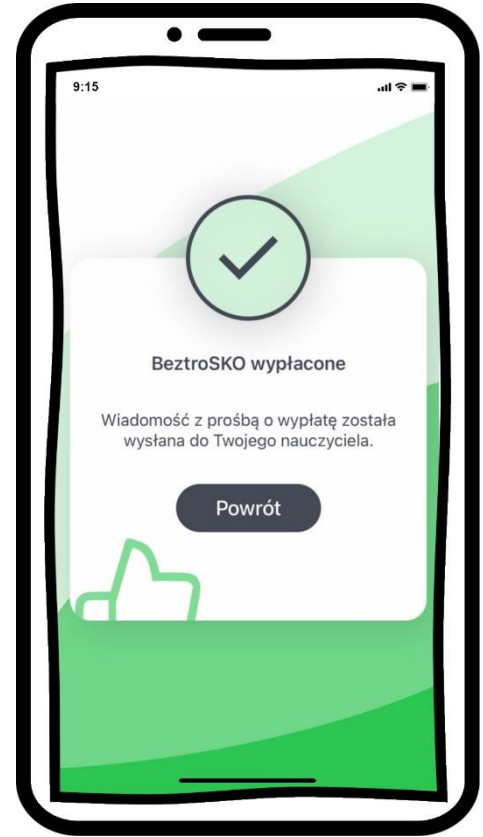 9:15
BeztroSKO wypłacone
Wiadomość z prośbą o wypłatę została
wysłana do Twojego nauczyciela.
Powrót